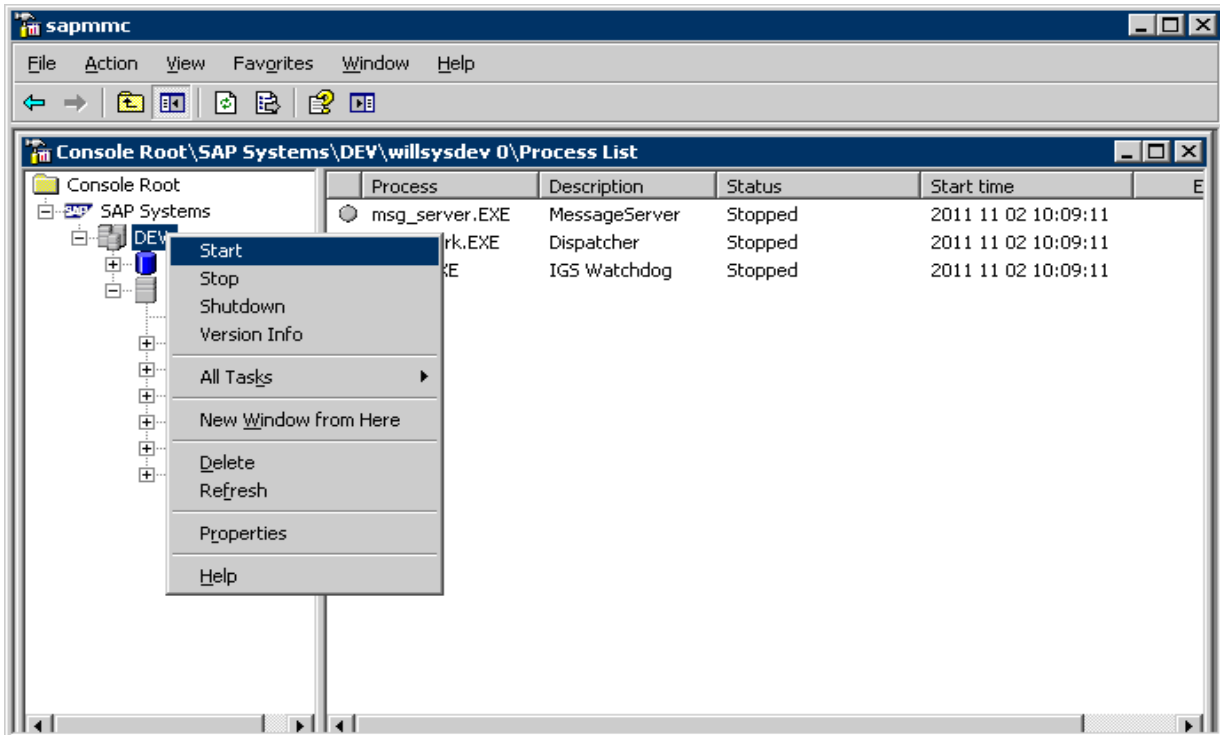 sapmmc
File Action View Favorites Window Help
Console Root\SAP Systems\DEV\willsysdev 0\Process List
Console Root
SAP SAP Systems
DEV
Process Description Status Start time E
msg_server.EXE MessageServer Stopped 2011 11 02 10:09:11
rk.EXE Dispatcher Stopped 2011 11 02 10:09:11
XE IGS Watchdog Stopped 2011 11 02 10:09:11
Start
Stop
Shutdown
Version Info
All Tasks
New Window from Here
Delete
Refresh
Properties
Help